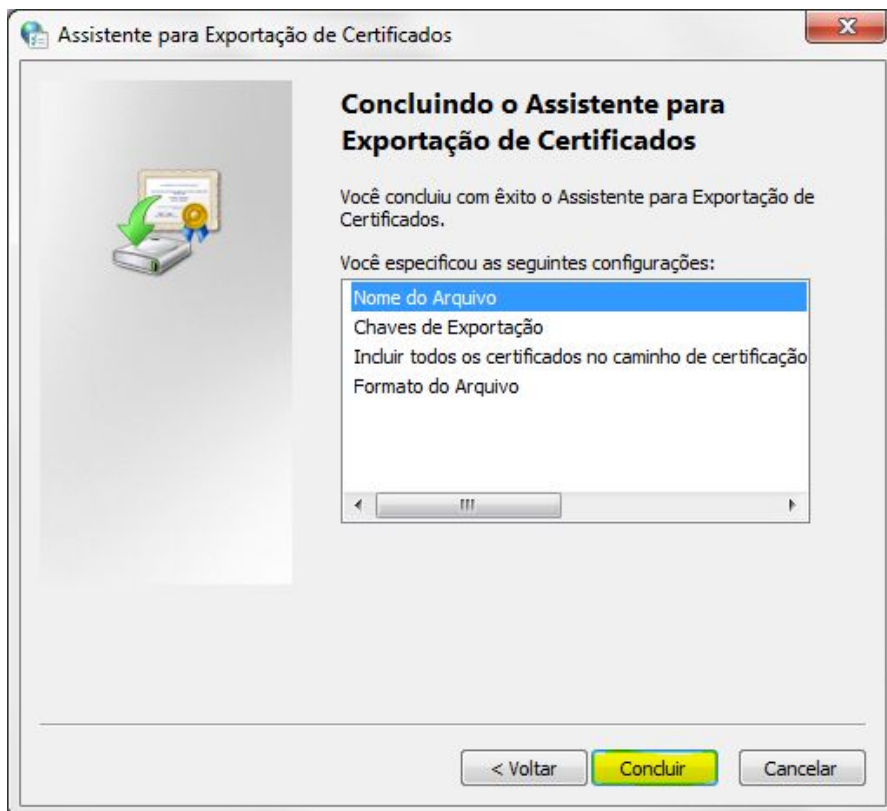 Assistente para Exportação de Certificados
Concluindo o Assistente para
Exportação de Certificados
Você concluiu com êxito o Assistente para Exportação de
Certificados.
Você especificou as seguintes configurações:
Nome do Arquivo
Chaves de Exportação
Incluir todos os certificados no caminho de certificação
Formato do Arquivo
< Voltar
Concluir
Cancelar